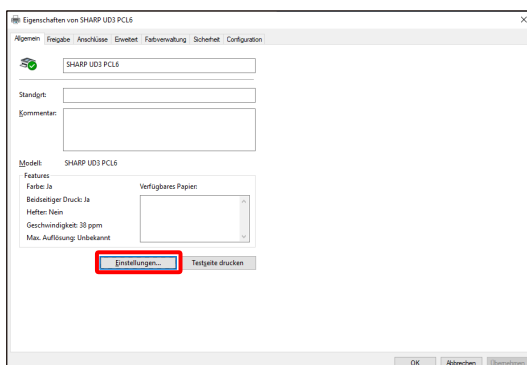 Eigenschaften von SHARP UD3 PCL6
Allgemein Freigabe Anschlüsse Erweitert Farbverwaltung Sicherheit Configuration
SHARP UD3 PCL6
Standort:
Kommentar:
Modell: SHARP UD3 PCL6
Features
Farbe: Ja Verfügbares Papier:
Beidseitiger Druck: Ja
Hefter: Nein
Geschwindigkeit: 38 ppm
Max. Auflösung: Unbekannt
Einstellungen... Testseite drucken
OK Abbrechen Übernehmen